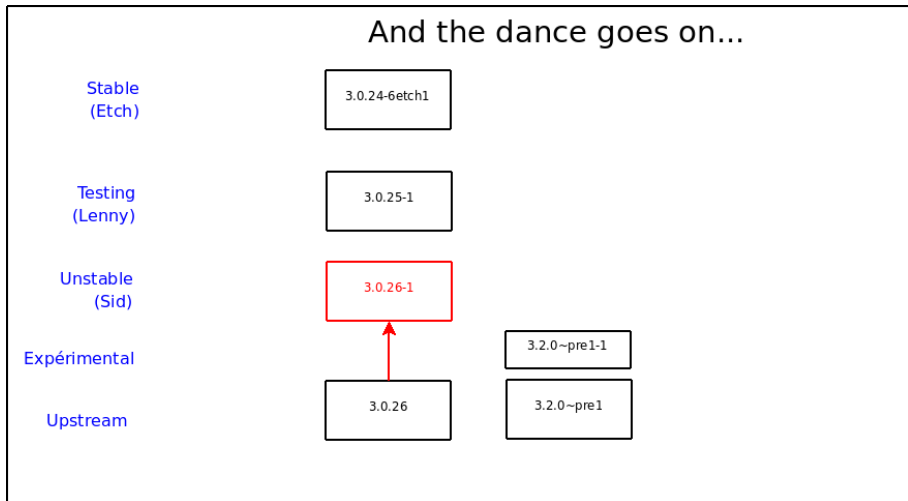 And the dance goes on...
Stable
(Etch)
3.0.24-6etch1
Testing
(Lenny)
3.0.25-1
Unstable
(Sid)
3.0.26-1
Expérimental
3.2.0~pre1-1
Upstream
3.0.26
3.2.0~pre1